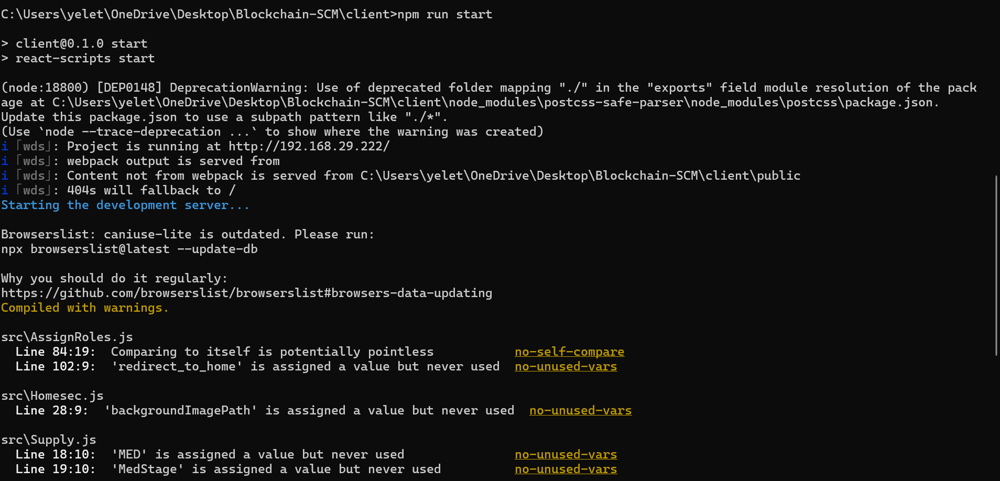 C:\Users\yelet\OneDrive\Desktop\Blockchain-SCM\client>npm run start
> client@0.1.0 start
> react-scripts start
(node:18800) [DEP0148] DeprecationWarning: Use of deprecated folder mapping "./" in the "exports" field module resolution of the pack
age at C:\Users\yelet\OneDrive\Desktop\Blockchain-SCM\client\node_modules\postcss-safe-parser\node_modules\postcss\package.json.
Update this package.json to use a subpath pattern like "./*".
(Use `node --trace-deprecation ...` to show where the warning was created)
i ｢wds｣: Project is running at http://192.168.29.222/
i ｢wds｣: webpack output is served from
i ｢wds｣: Content not from webpack is served from C:\Users\yelet\OneDrive\Desktop\Blockchain-SCM\client\public
i ｢wds｣: 404s will fallback to /
Starting the development server...
Browserslist: caniuse-lite is outdated. Please run:
npx browserslist@latest --update-db
Why you should do it regularly:
https://github.com/browserslist/browserslist#browsers-data-updating
Compiled with warnings.
src\AssignRoles.js
Line 84:19:  Comparing to itself is potentially pointless  no-self-compare
Line 102:9:  'redirect_to_home' is assigned a value but never used  no-unused-vars
src\Homesec.js
Line 28:9:  'backgroundImagePath' is assigned a value but never used  no-unused-vars
src\Supply.js
Line 18:10:  'MED' is assigned a value but never used  no-unused-vars
Line 19:10:  'MedStage' is assigned a value but never used  no-unused-vars